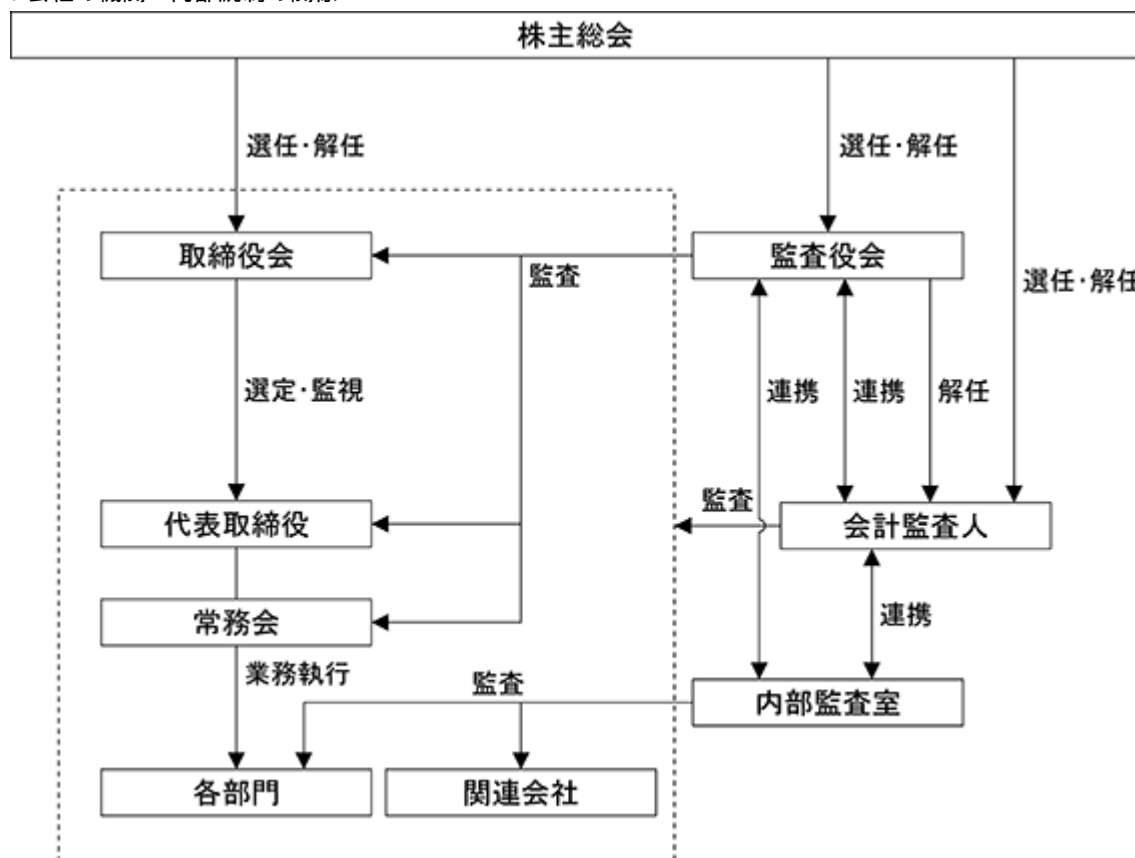 株主総会
選任・解任
選任・解任
取締役会
監査役会
監査
選任・解任
選定・監視
連携
連携
解任
代表取締役
監査
会計監査人
常務会
連携
業務執行
監査
内部監査室
各部門
関連会社